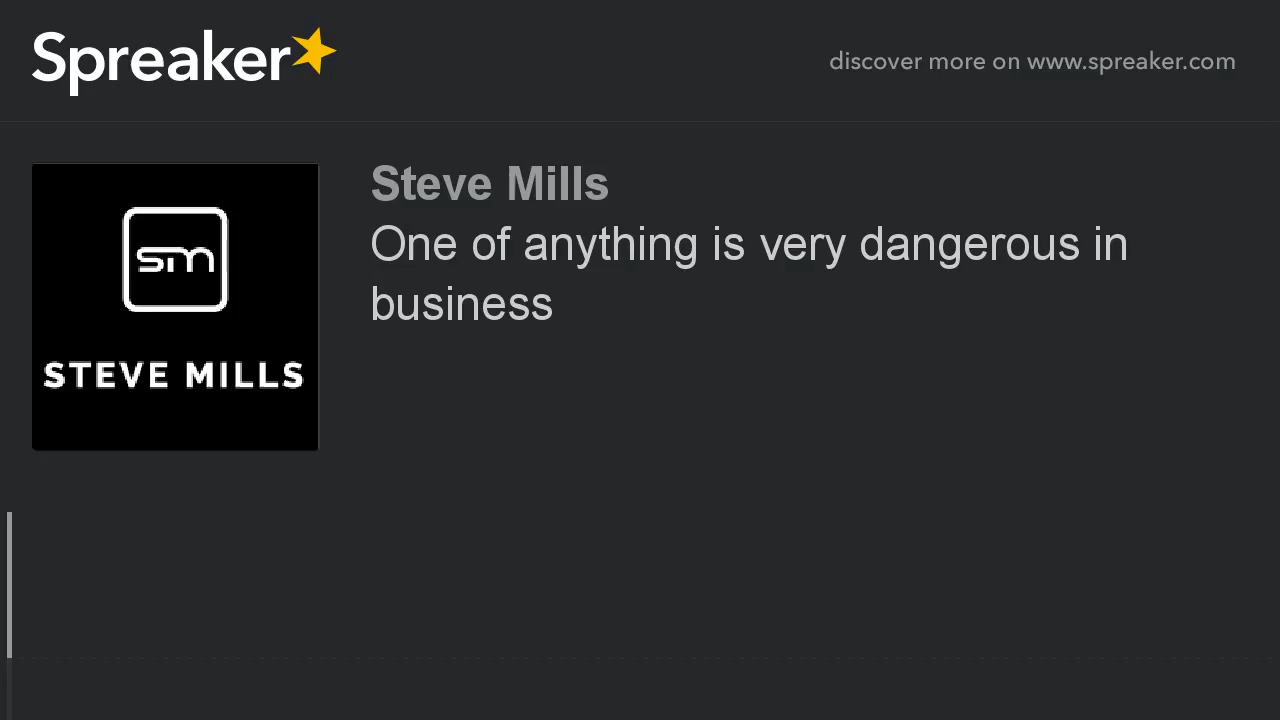 Spreaker
discover more on www.spreaker.com
sm
STEVE MILLS
Steve Mills
One of anything is very dangerous in
business